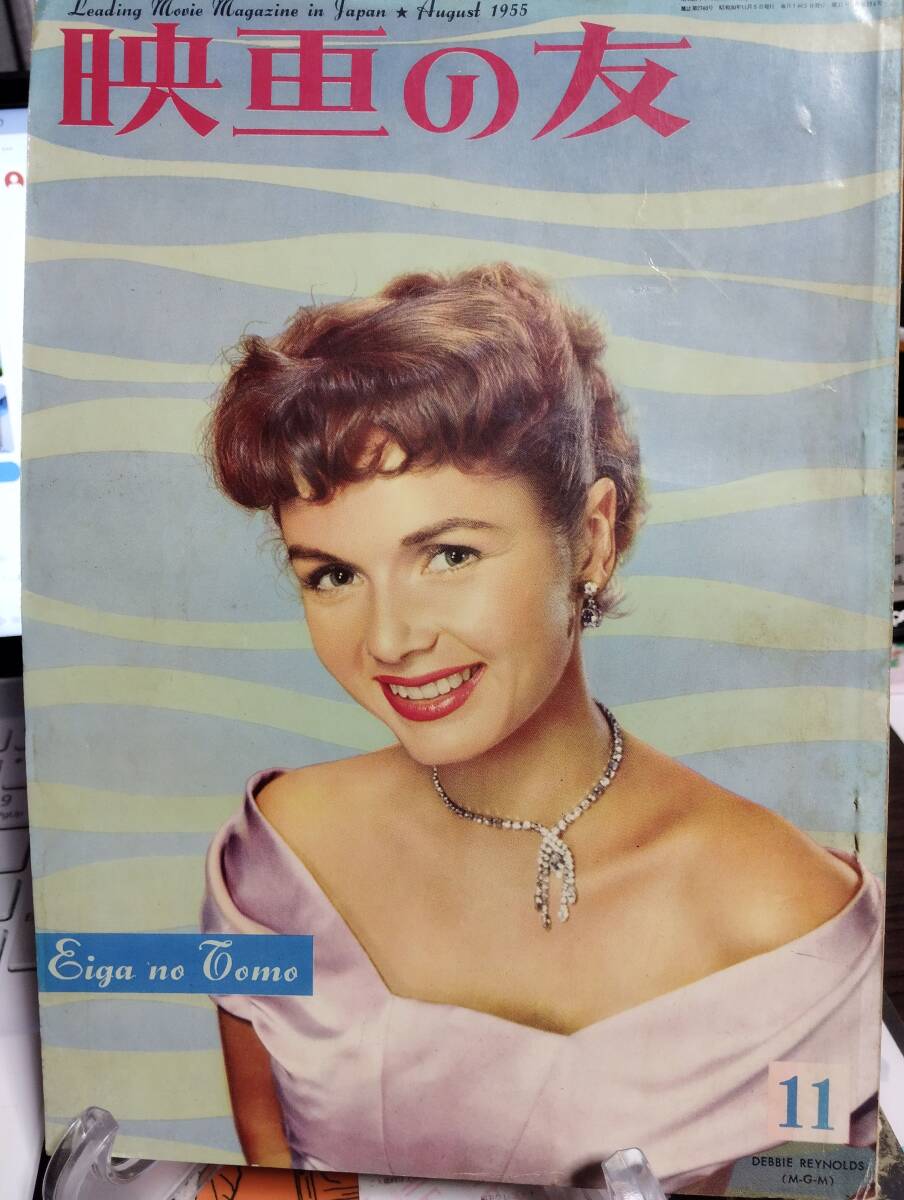 Leading Movie Magazine in Japan ★ August 1955
映画の友
Eiga no Tomo
11
DEBBIE REYNOLDS
(M-G-M)